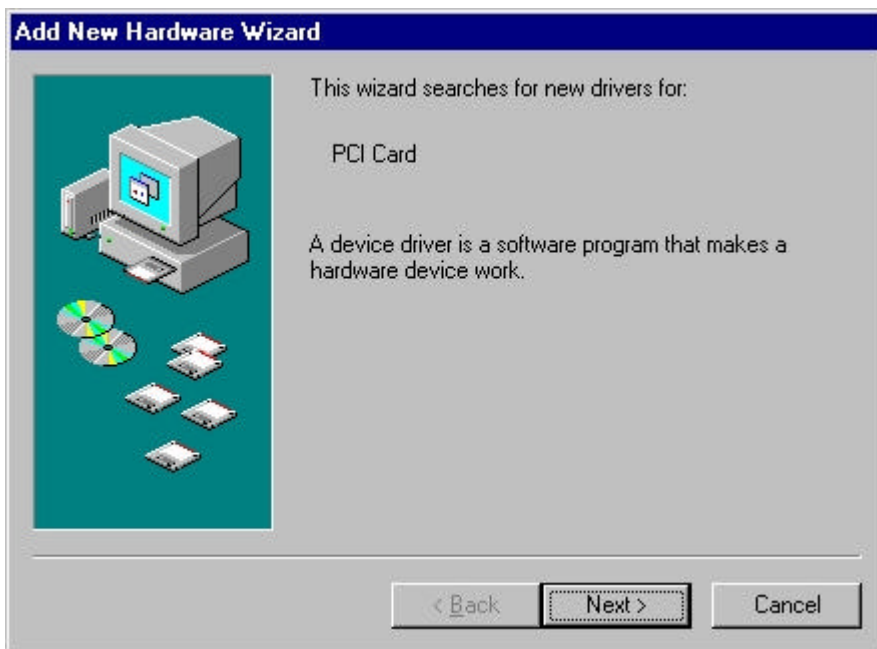 Add New Hardware Wizard
This wizard searches for new drivers for:
PCI Card
A device driver is a software program that makes a
hardware device work.
< Back
Next >
Cancel